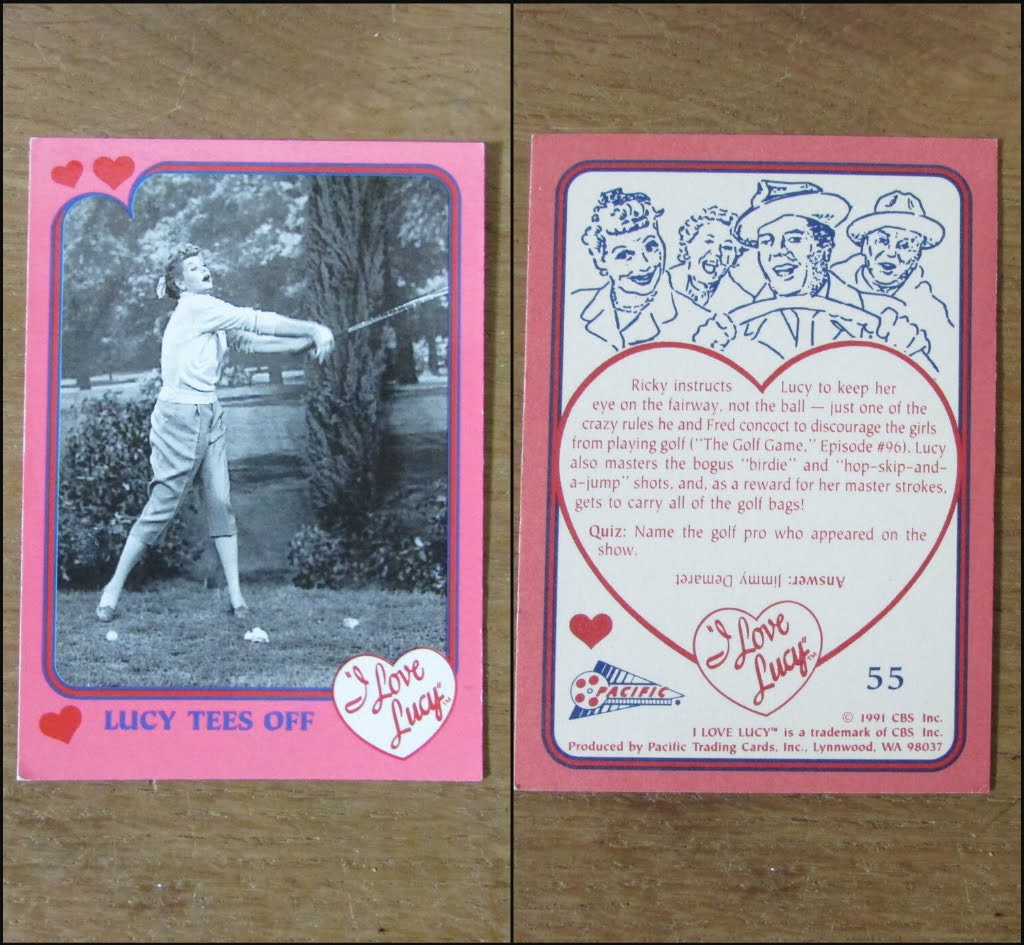 LUCY TEES OFF
"I Love
Lucy"™
Ricky instructs Lucy to keep her
eye on the fairway, not the ball — just one of the
crazy rules he and Fred concoct to discourage the girls
from playing golf ("The Golf Game," Episode #96). Lucy
also masters the bogus "birdie" and "hop-skip-and-
a-jump" shots, and, as a reward for her master strokes,
gets to carry all of the golf bags!
Quiz: Name the golf pro who appeared on the
show.
Answer: Jimmy Demaret
"I Love
Lucy"™
PACIFIC
55
© 1991 CBS Inc.
I LOVE LUCY™ is a trademark of CBS Inc.
Produced by Pacific Trading Cards, Inc., Lynnwood, WA 98037